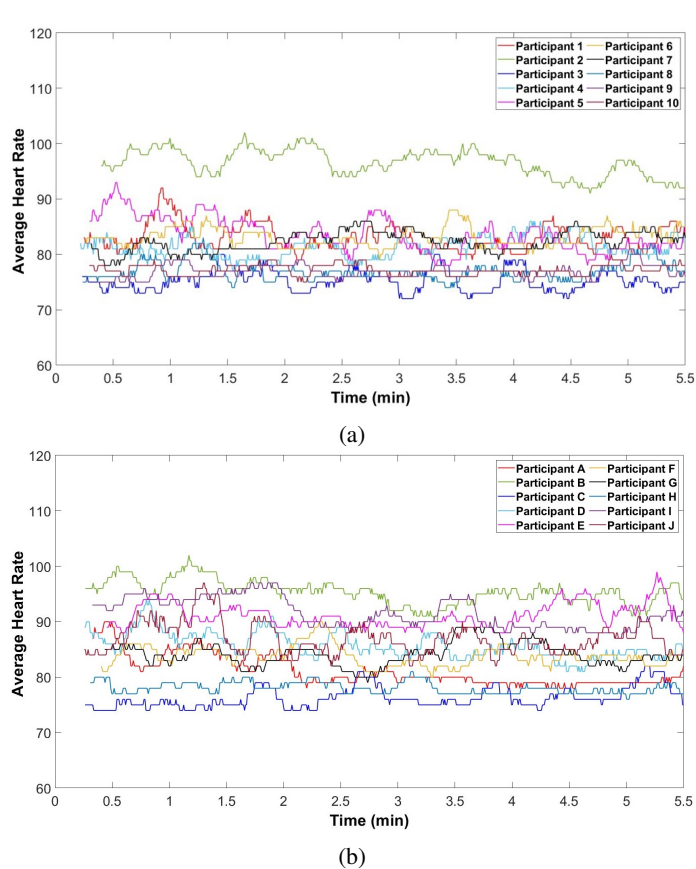 120
110
100
90
80
70
60
Average Heart Rate
Participant 1 Participant 6
Participant 2 Participant 7
Participant 3 Participant 8
Participant 4 Participant 9
Participant 5 Participant 10
0 0.5 1 1.5 2 2.5 3 3.5 4 4.5 5 5.5
Time (min)
(a)
120
110
100
90
80
70
60
Average Heart Rate
Participant A Participant F
Participant B Participant G
Participant C Participant H
Participant D Participant I
Participant E Participant J
0 0.5 1 1.5 2 2.5 3 3.5 4 4.5 5 5.5
Time (min)
(b)